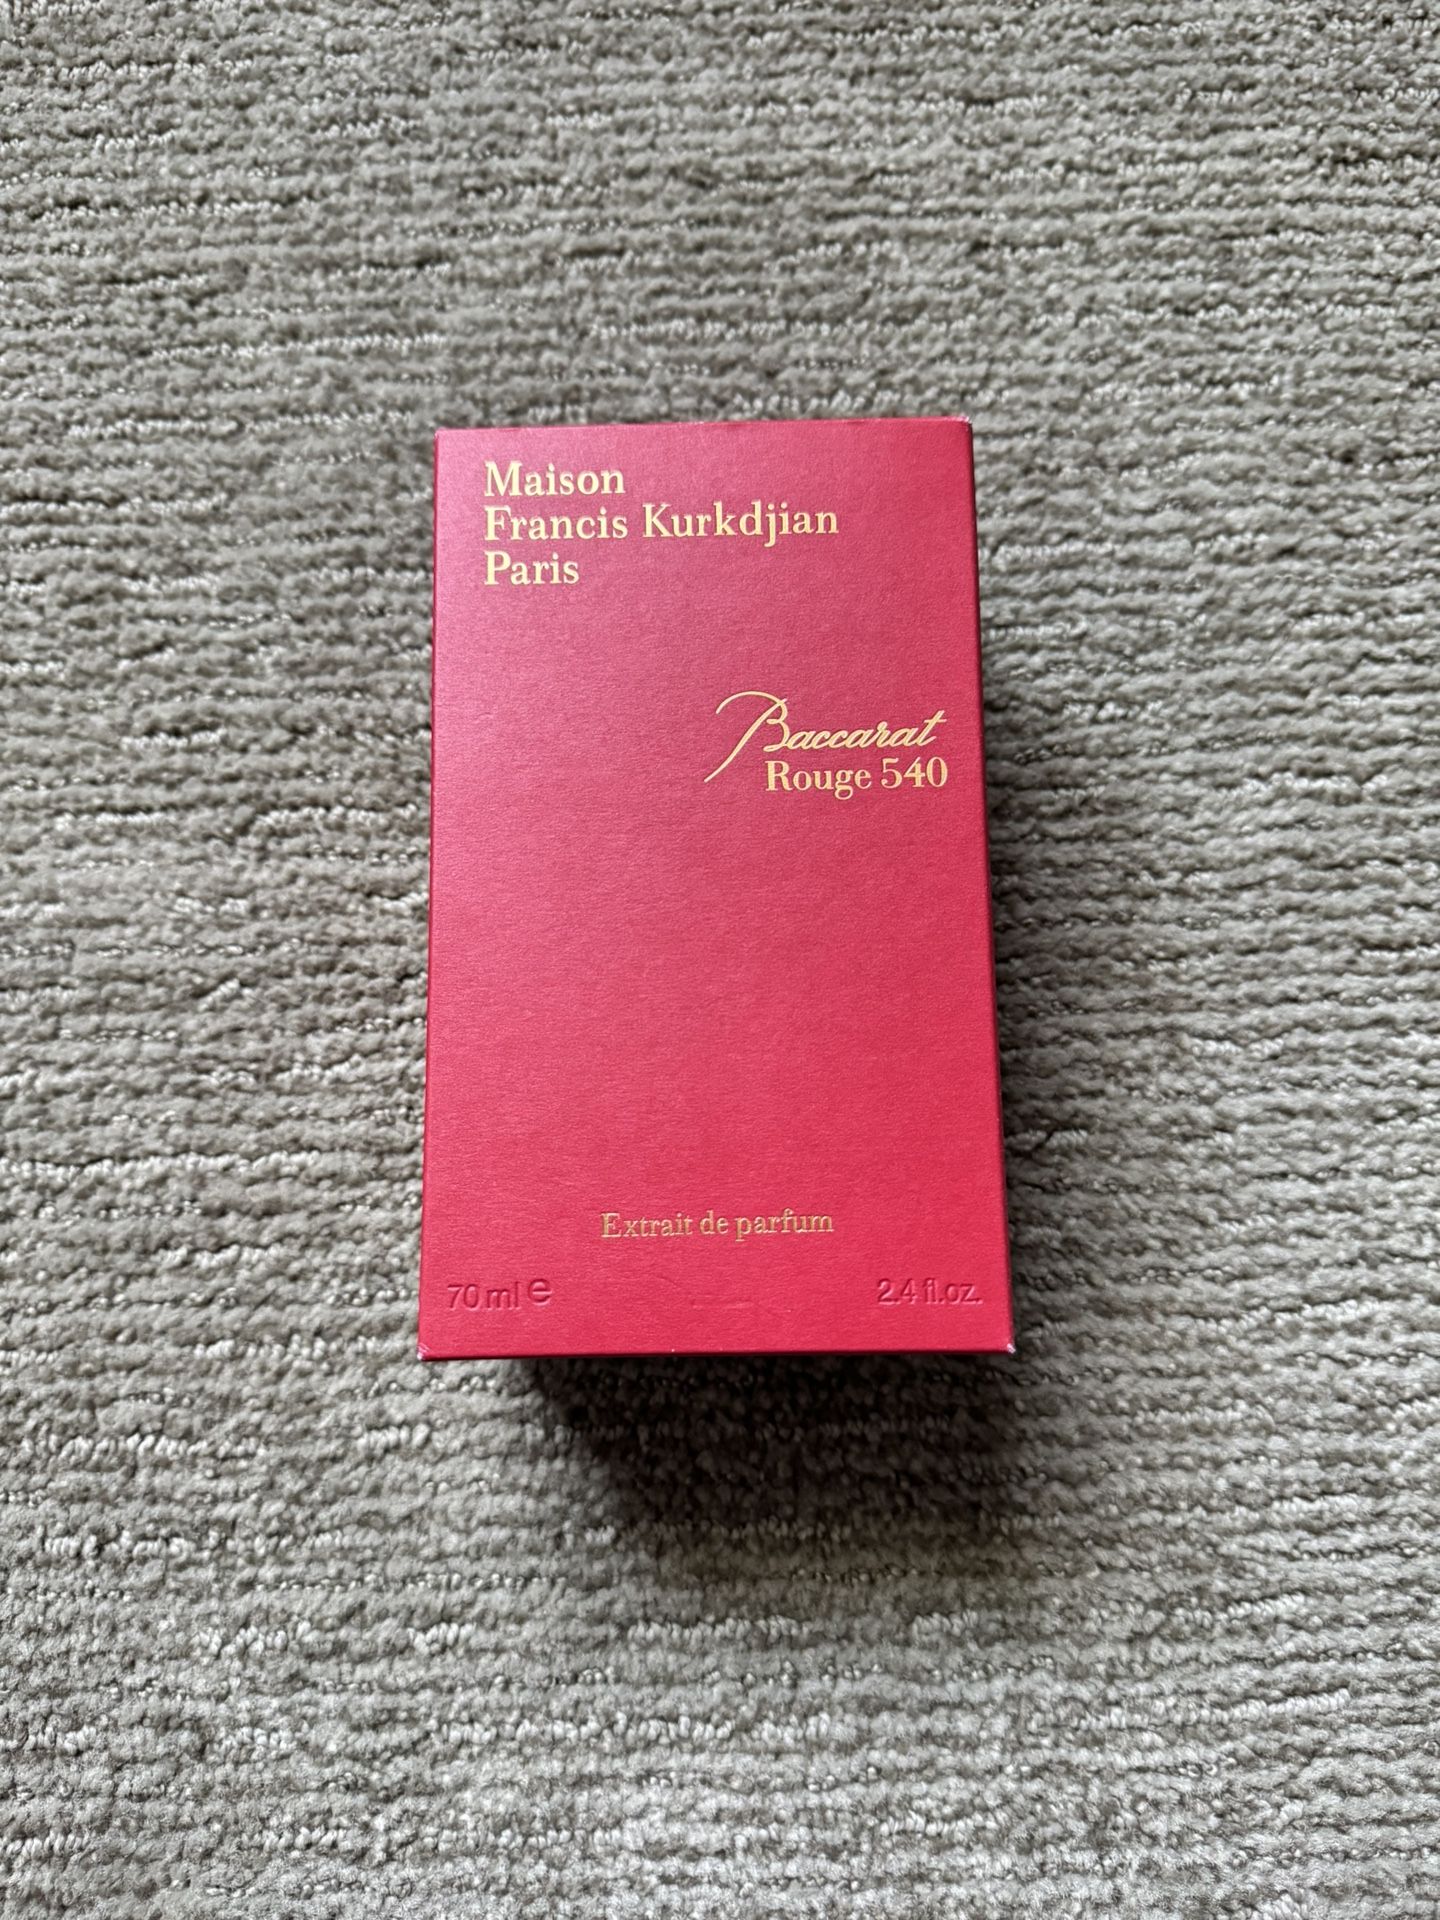 Maison
Francis Kurkdjian
Paris
Baccarat
Rouge 540
Extrait de parfum
70 ml e 2.4 fl.oz.